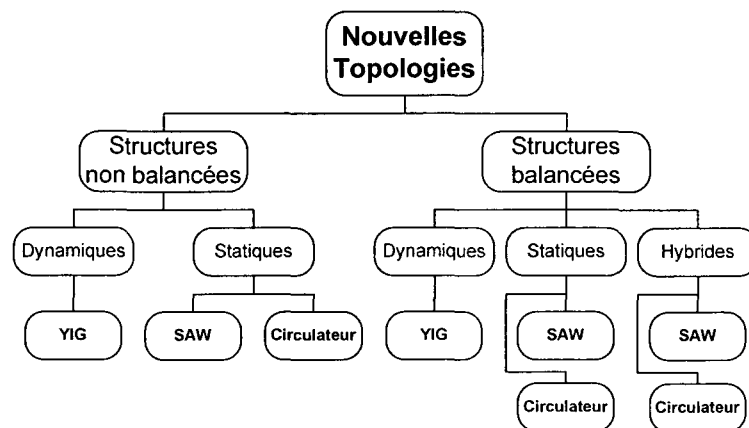 Nouvelles
Topologies
Structures
non balancées
Structures
balancées
Dynamiques
Statiques
Dynamiques
Statiques
Hybrides
YIG
SAW
Circulateur
YIG
SAW
SAW
Circulateur
Circulateur